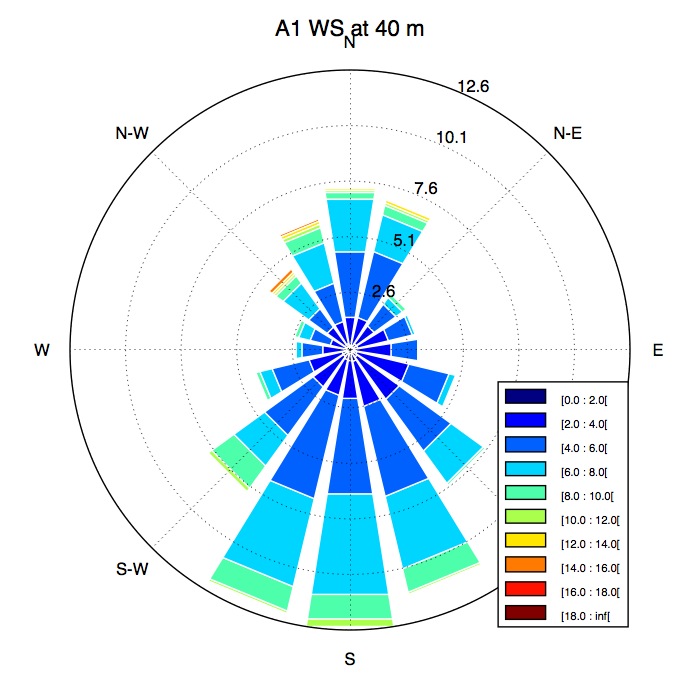 A1 WS at 40 m
N
12.6
N-W
10.1
N-E
7.6
5.1
2.6
W
E
[0.0 : 2.0[
[2.0 : 4.0[
[4.0 : 6.0[
[6.0 : 8.0[
[8.0 : 10.0[
[10.0 : 12.0[
[12.0 : 14.0[
[14.0 : 16.0[
[16.0 : 18.0[
[18.0 : inf[
S-W
S